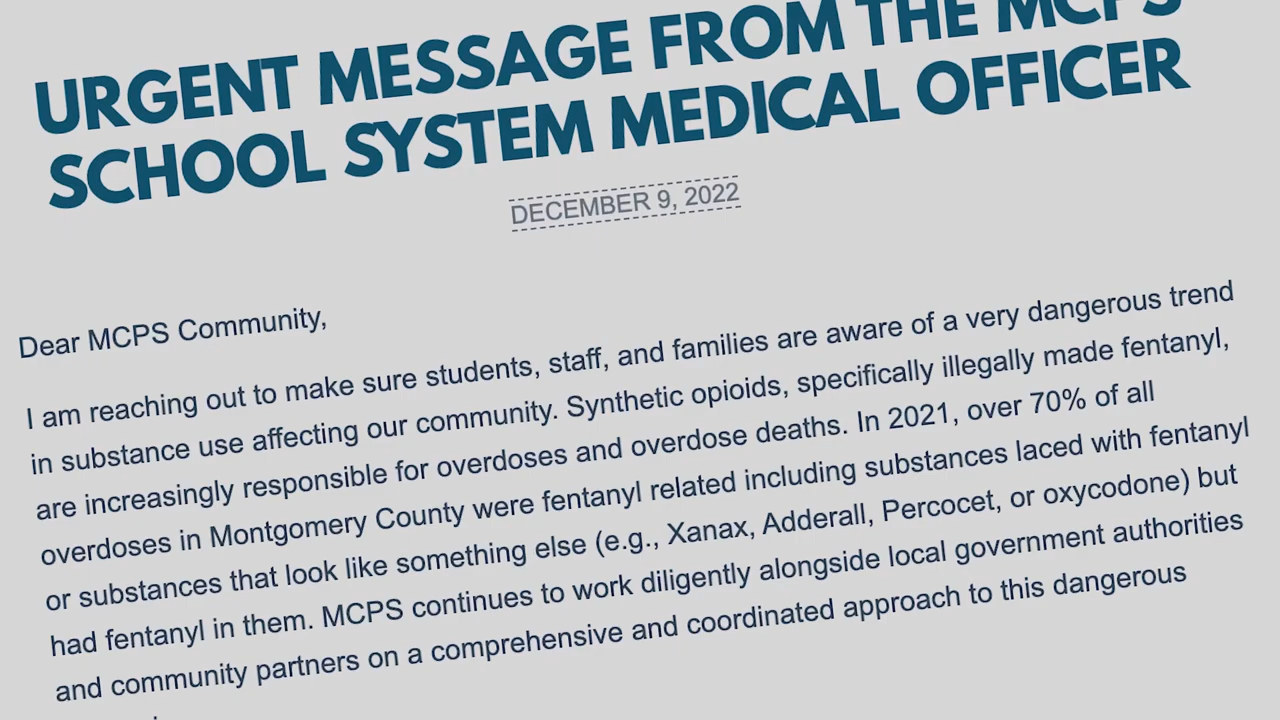 URGENT MESSAGE FROM THE MCPS
SCHOOL SYSTEM MEDICAL OFFICER
DECEMBER 9, 2022
Dear MCPS Community,
I am reaching out to make sure students, staff, and families are aware of a very dangerous trend
in substance use affecting our community. Synthetic opioids, specifically illegally made fentanyl,
are increasingly responsible for overdoses and overdose deaths. In 2021, over 70% of all
overdoses in Montgomery County were fentanyl related including substances laced with fentanyl
or substances that look like something else (e.g., Xanax, Adderall, Percocet, or oxycodone) but
had fentanyl in them. MCPS continues to work diligently alongside local government authorities
and community partners on a comprehensive and coordinated approach to this dangerous